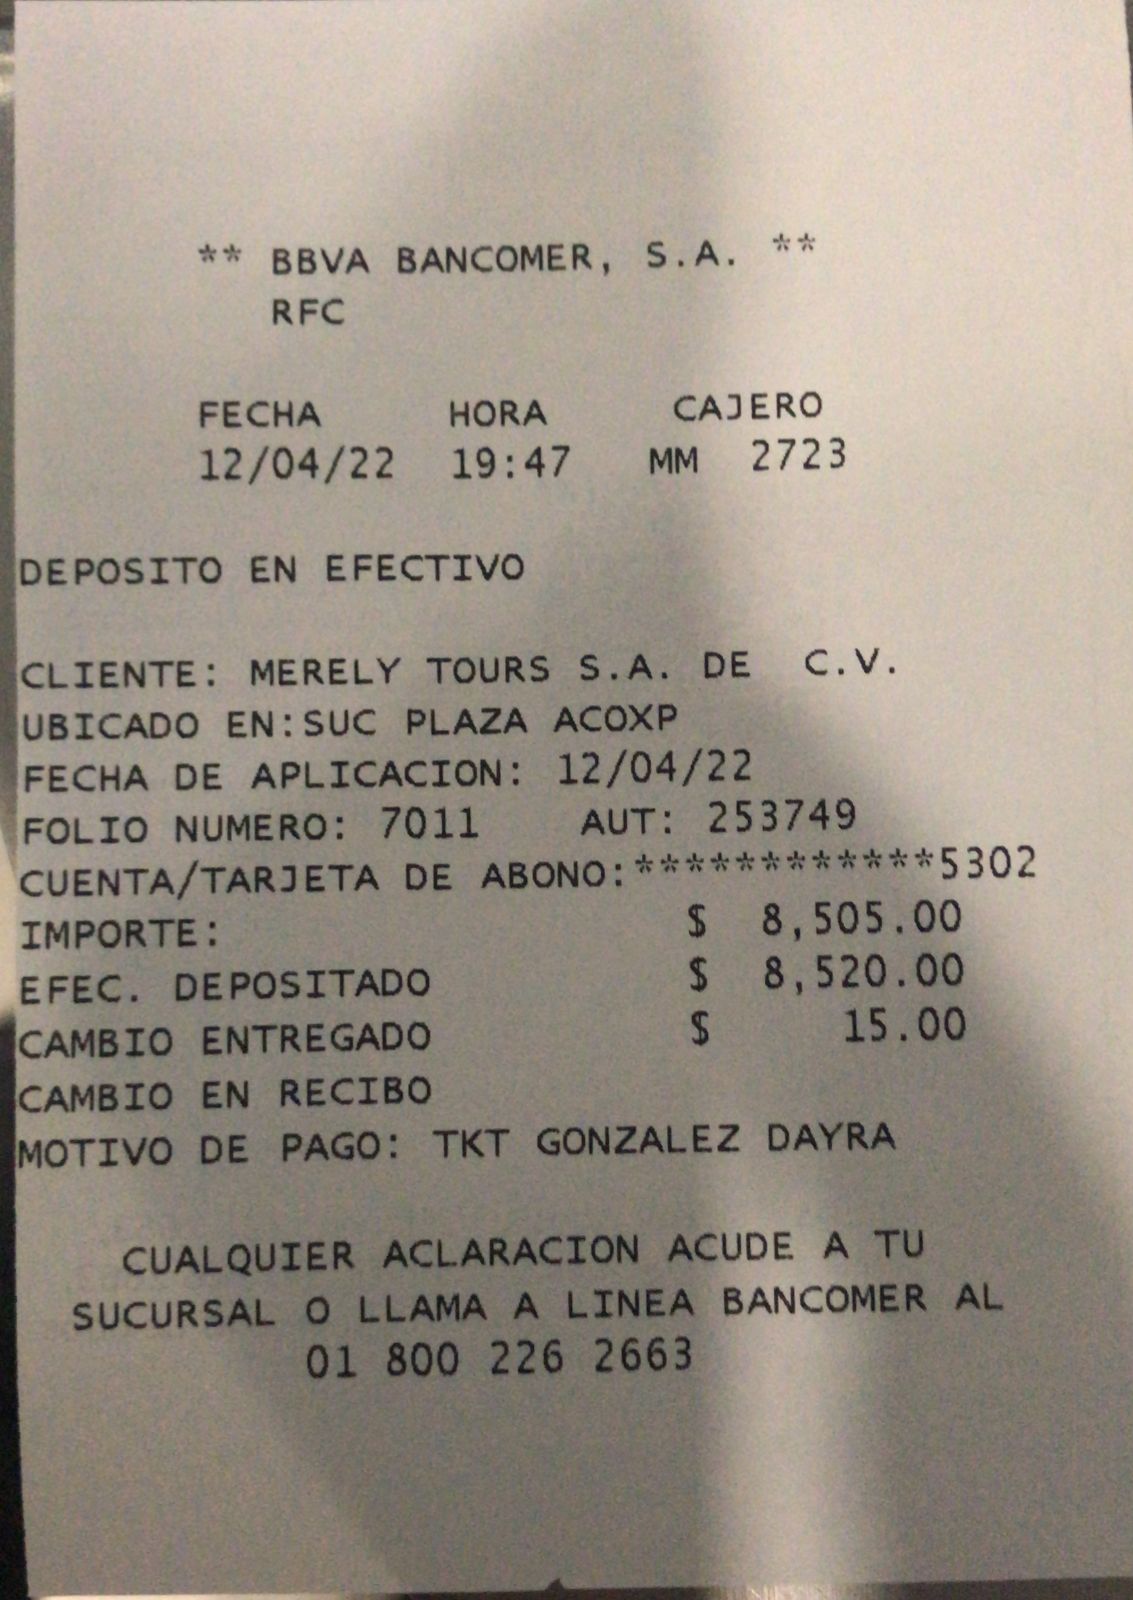 ** BBVA BANCOMER, S.A. **
RFC
FECHA HORA CAJERO
12/04/22 19:47 MM 2723
DEPOSITO EN EFECTIVO
CLIENTE: MERELY TOURS S.A. DE C.V.
UBICADO EN:SUC PLAZA ACOXP
FECHA DE APLICACION: 12/04/22
FOLIO NUMERO: 7011 AUT: 253749
CUENTA/TARJETA DE ABONO:************5302
IMPORTE: $ 8,505.00
EFEC. DEPOSITADO $ 8,520.00
CAMBIO ENTREGADO $ 15.00
CAMBIO EN RECIBO
MOTIVO DE PAGO: TKT GONZALEZ DAYRA
CUALQUIER ACLARACION ACUDE A TU
SUCURSAL O LLAMA A LINEA BANCOMER AL
01 800 226 2663